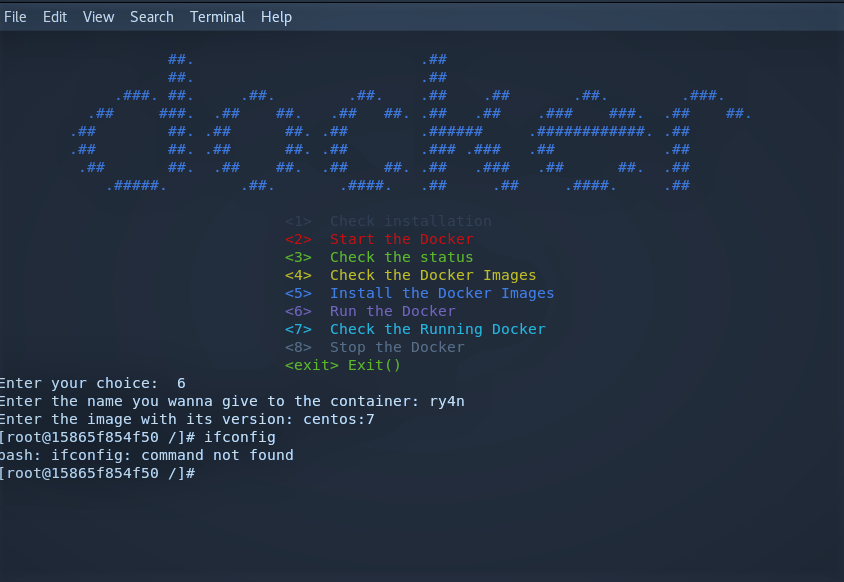 File Edit View Search Terminal Help
docker
<1> Check installation
<2> Start the Docker
<3> Check the status
<4> Check the Docker Images
<5> Install the Docker Images
<6> Run the Docker
<7> Check the Running Docker
<8> Stop the Docker
<exit> Exit()
Enter your choice: 6
Enter the name you wanna give to the container: ry4n
Enter the image with its version: centos:7
[root@15865f854f50 /]# ifconfig
bash: ifconfig: command not found
[root@15865f854f50 /]#